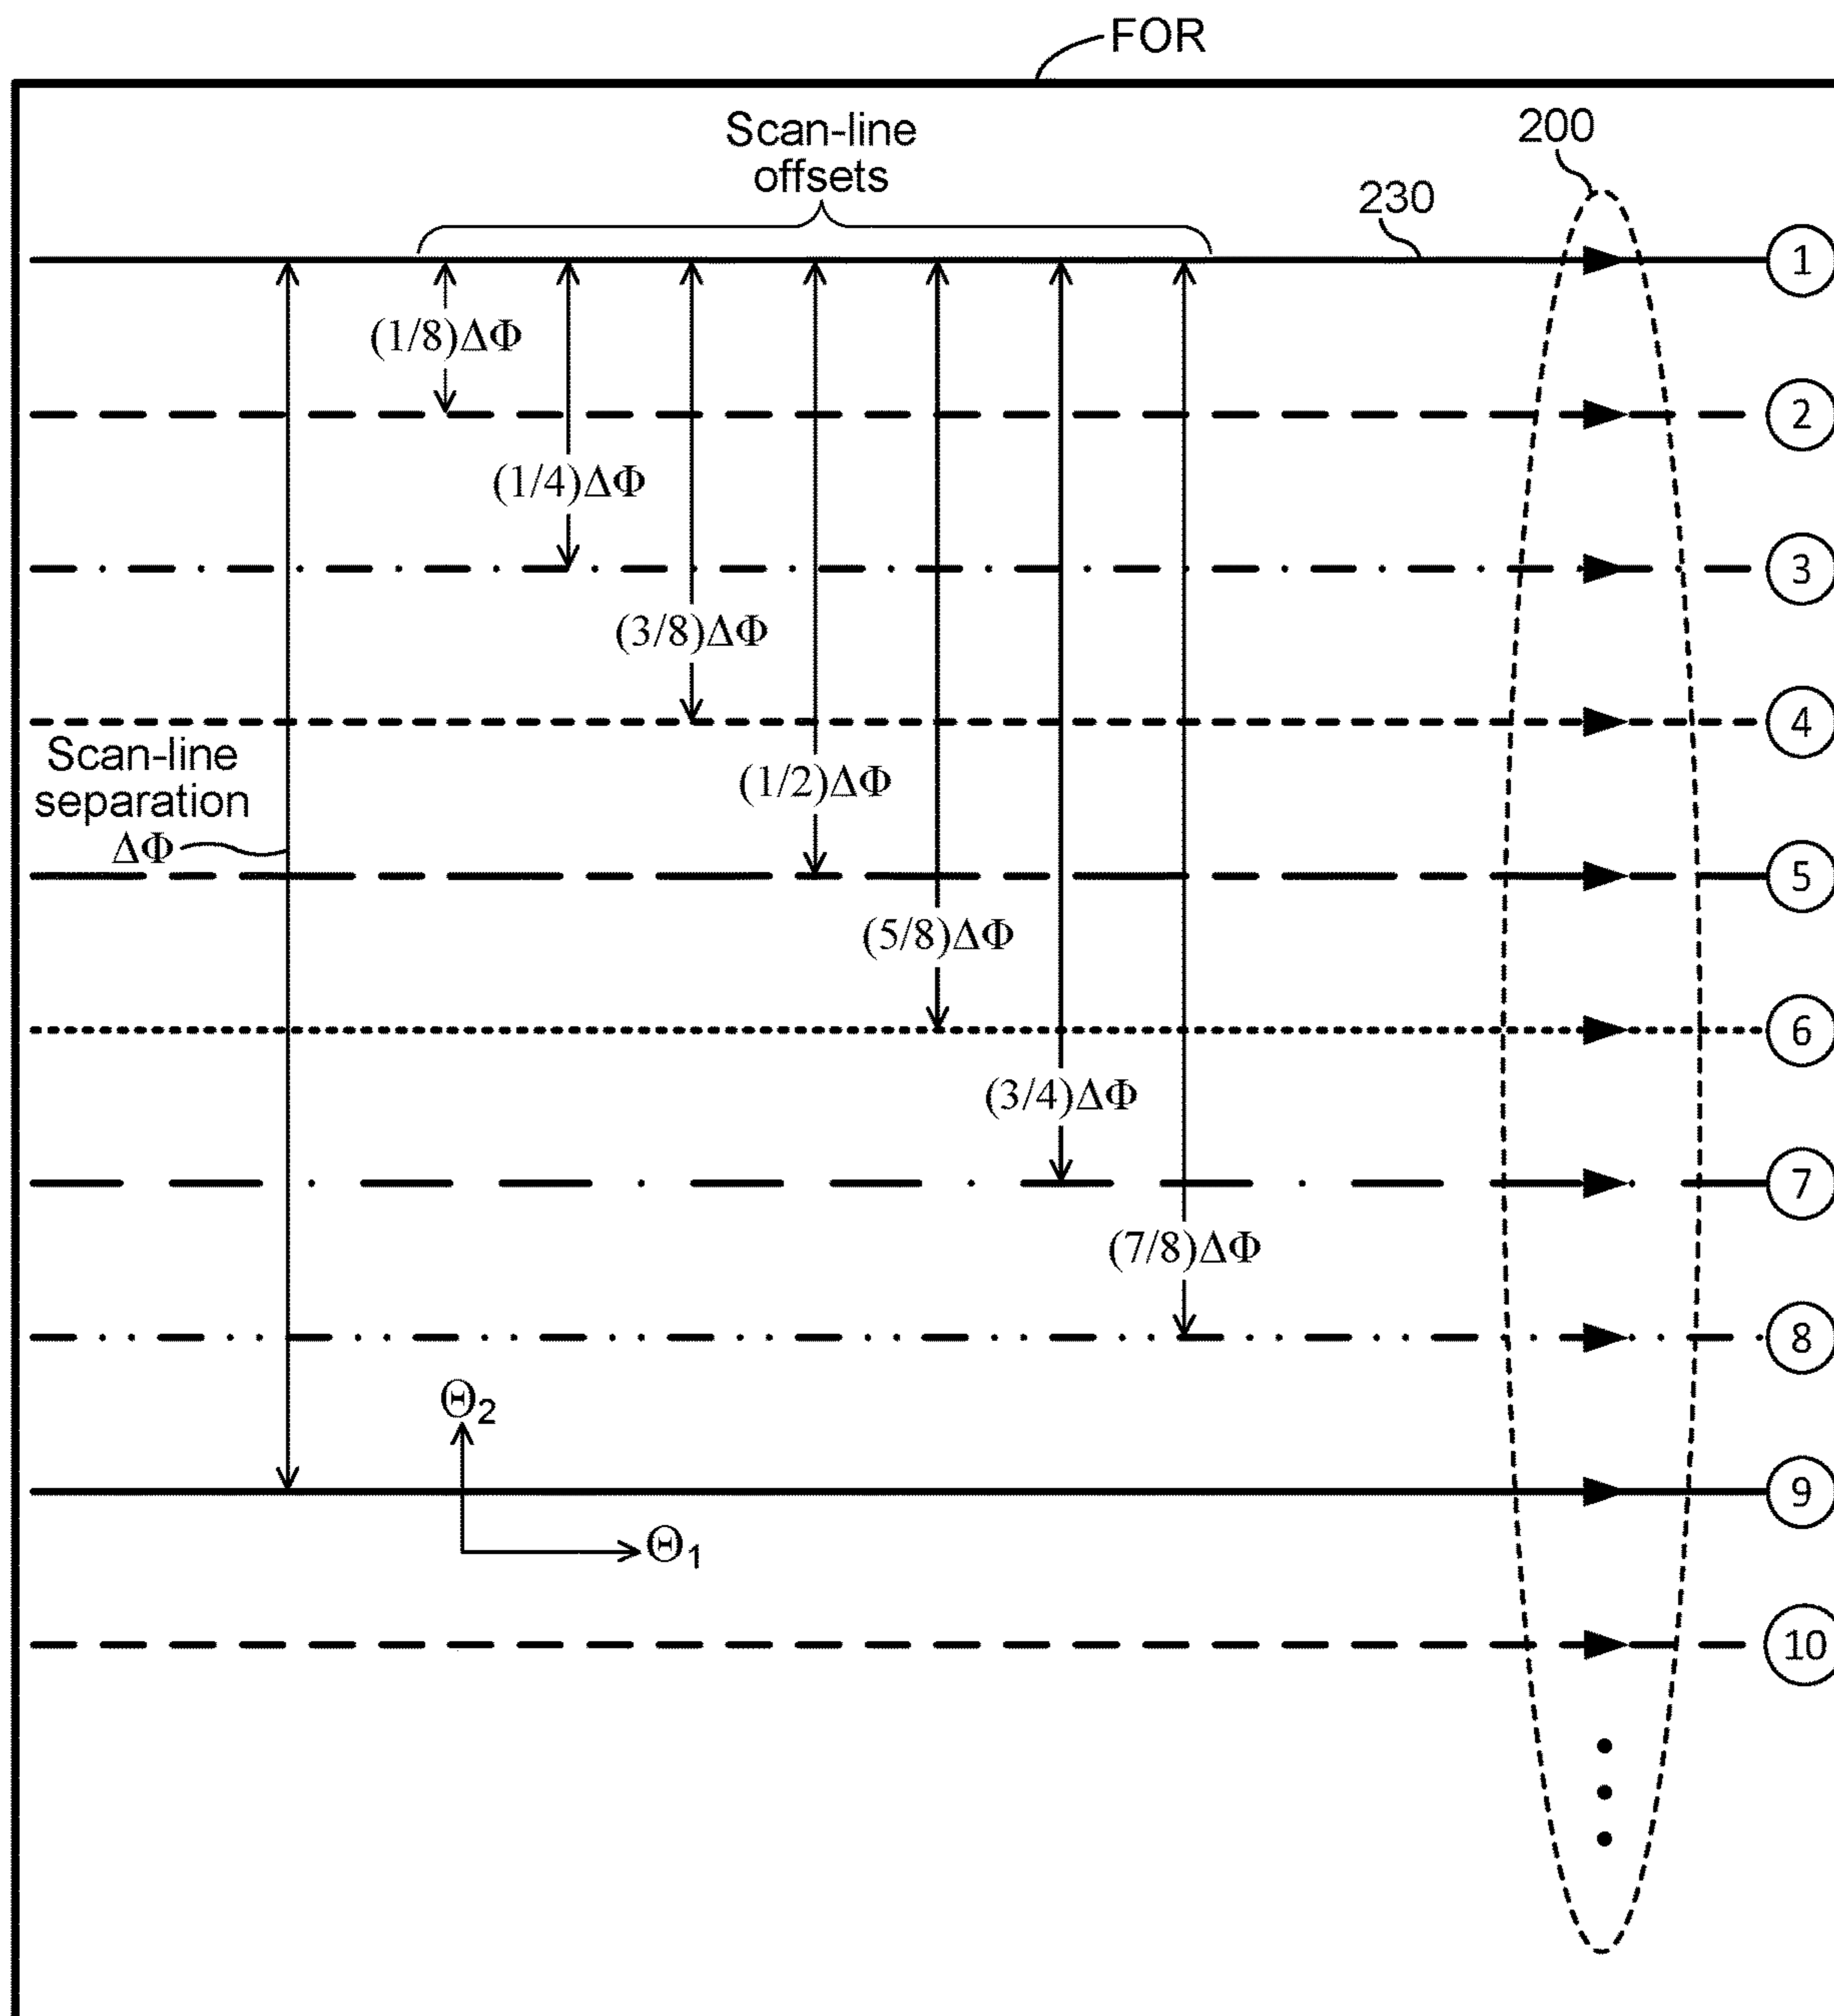 FOR
Scan-line
offsets
200
230
1
(1/8)ΔΦ
2
(1/4)ΔΦ
3
(3/8)ΔΦ
4
Scan-line
separation
ΔΦ
(1/2)ΔΦ
5
(5/8)ΔΦ
6
(3/4)ΔΦ
7
(7/8)ΔΦ
8
Θ2
9
Θ1
10